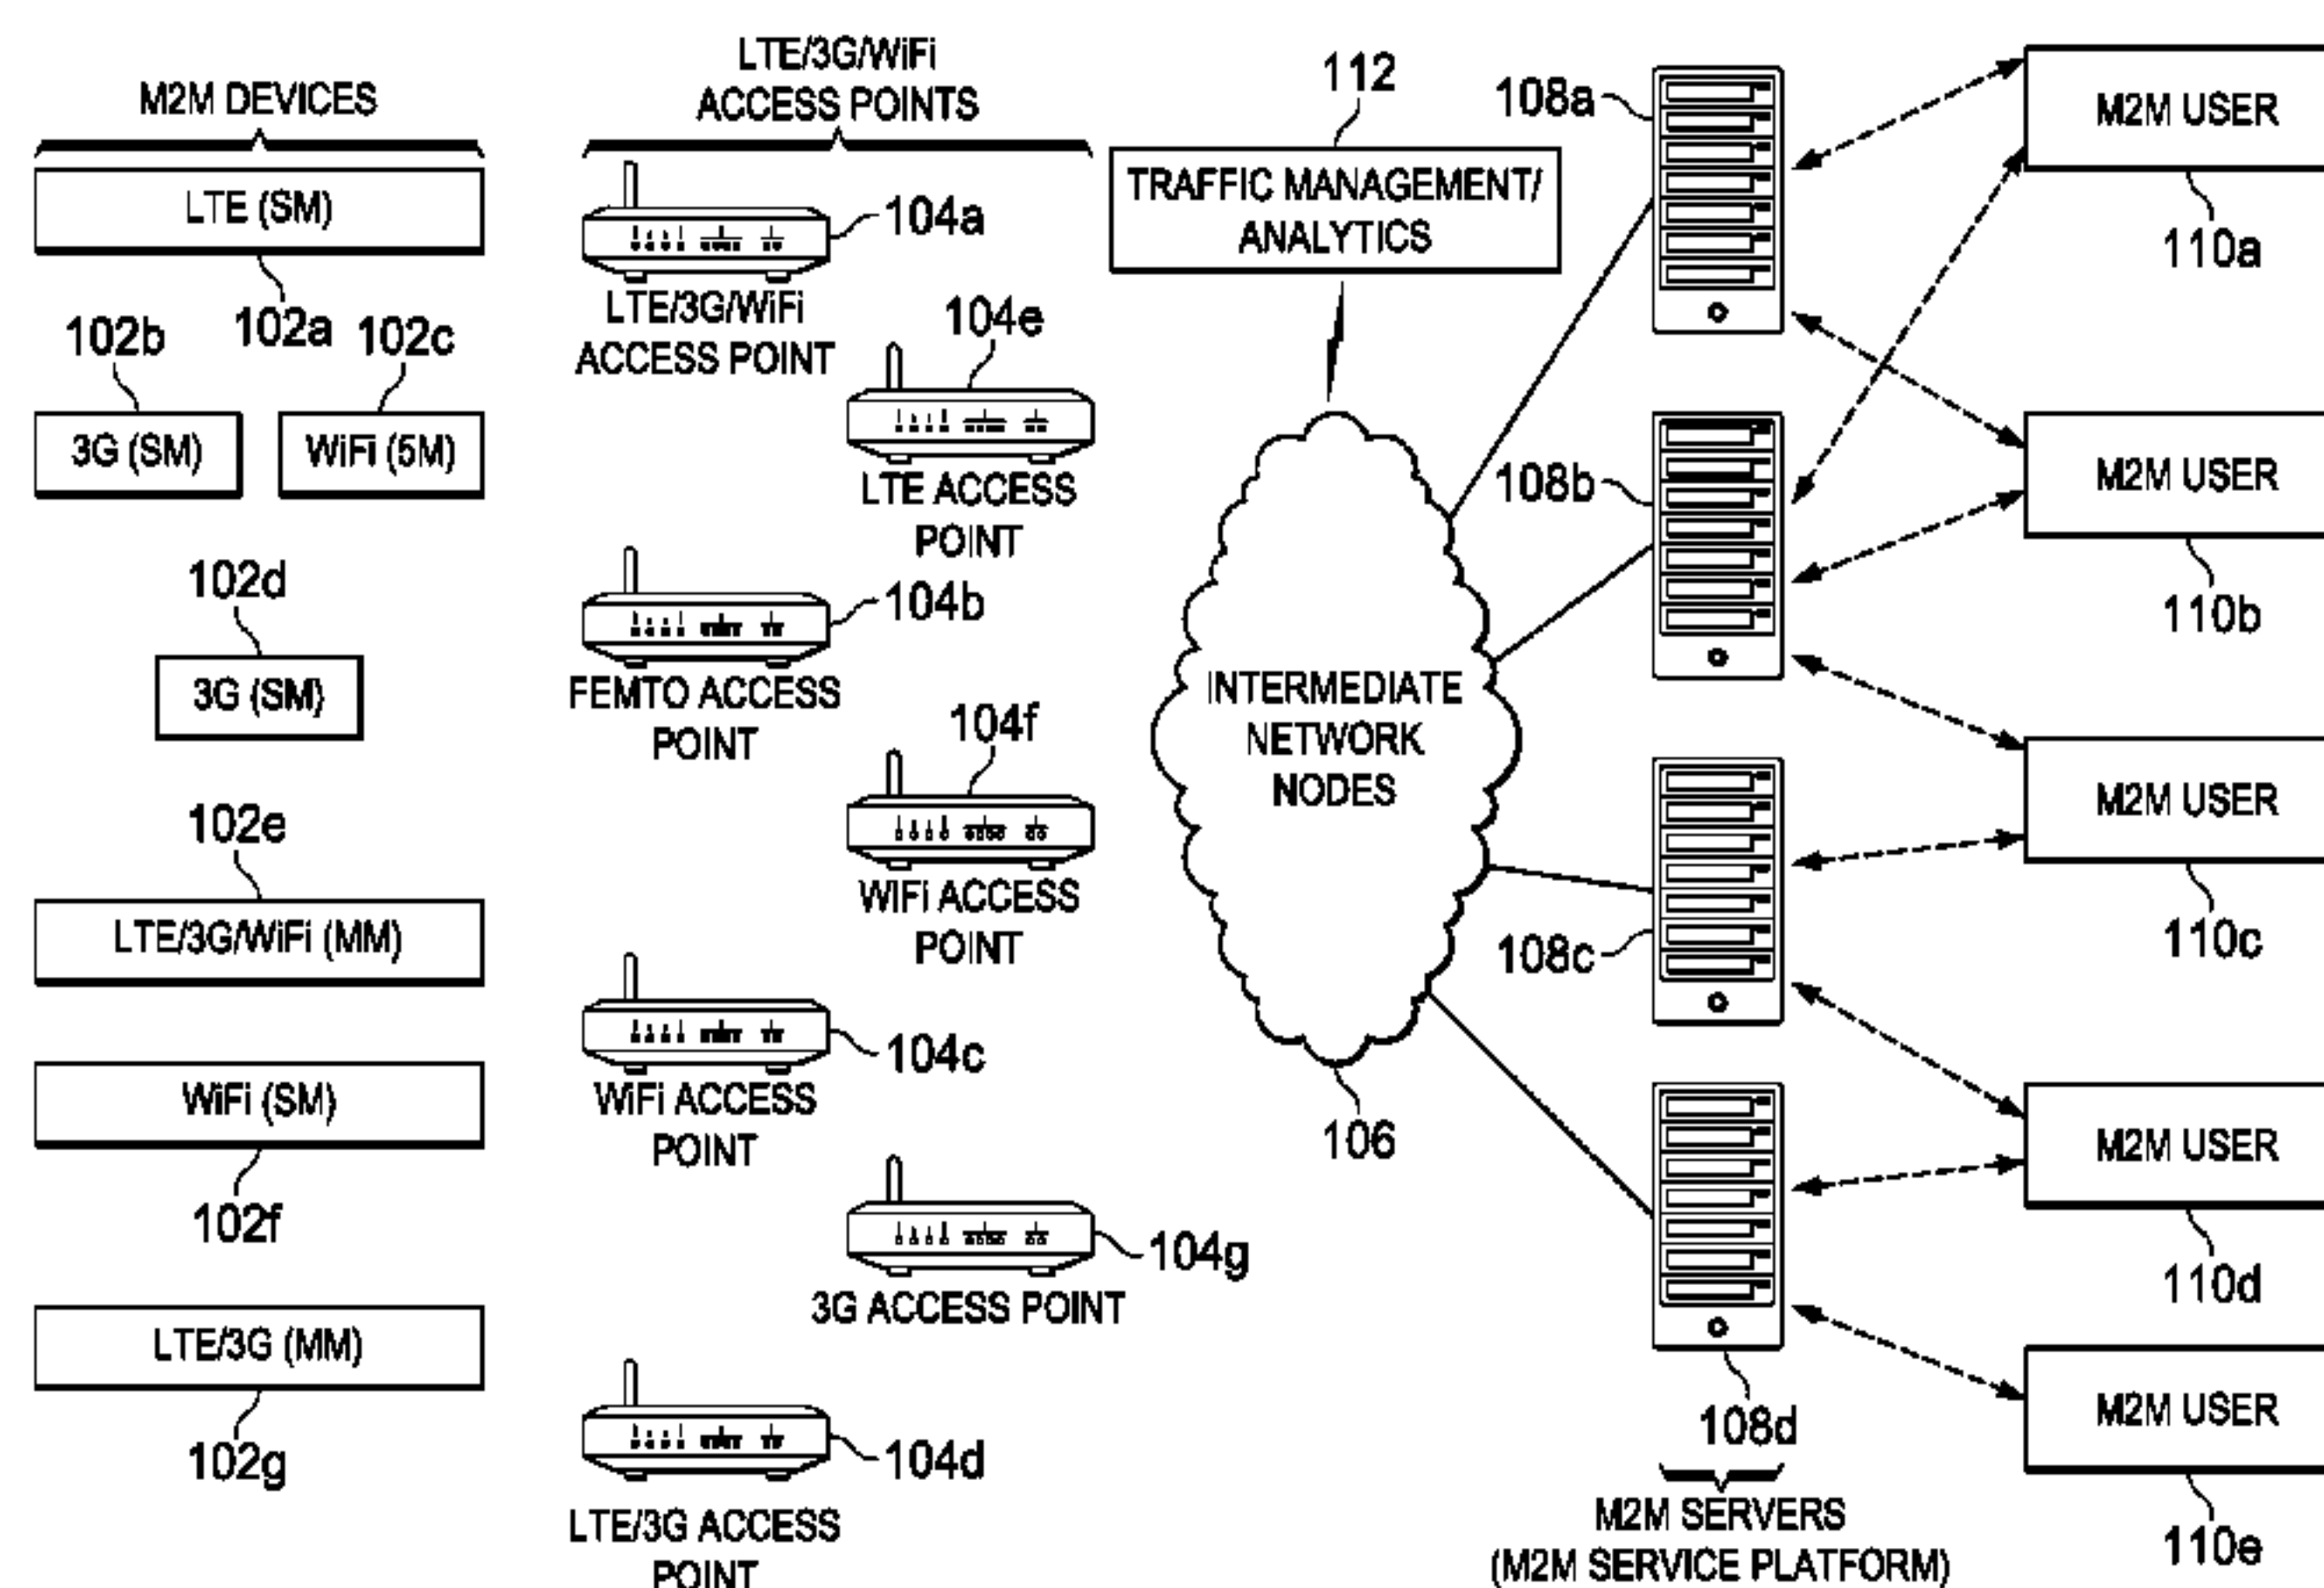 M2M DEVICES
LTE (SM)
102a
102b
102c
3G (SM)
WiFi (5M)
102d
3G (SM)
102e
LTE/3G/WiFi (MM)
WiFi (SM)
102f
LTE/3G (MM)
102g
LTE/3G/WiFi
ACCESS POINTS
104a
LTE/3G/WiFi
ACCESS POINT
104e
LTE ACCESS
POINT
104b
FEMTO ACCESS
POINT
104f
WiFi ACCESS
POINT
104c
WiFi ACCESS
POINT
104g
3G ACCESS POINT
104d
LTE/3G ACCESS
POINT
112
TRAFFIC MANAGEMENT/
ANALYTICS
INTERMEDIATE
NETWORK
NODES
106
108a
108b
108c
108d
M2M SERVERS
(M2M SERVICE PLATFORM)
M2M USER
110a
M2M USER
110b
M2M USER
110c
M2M USER
110d
M2M USER
110e